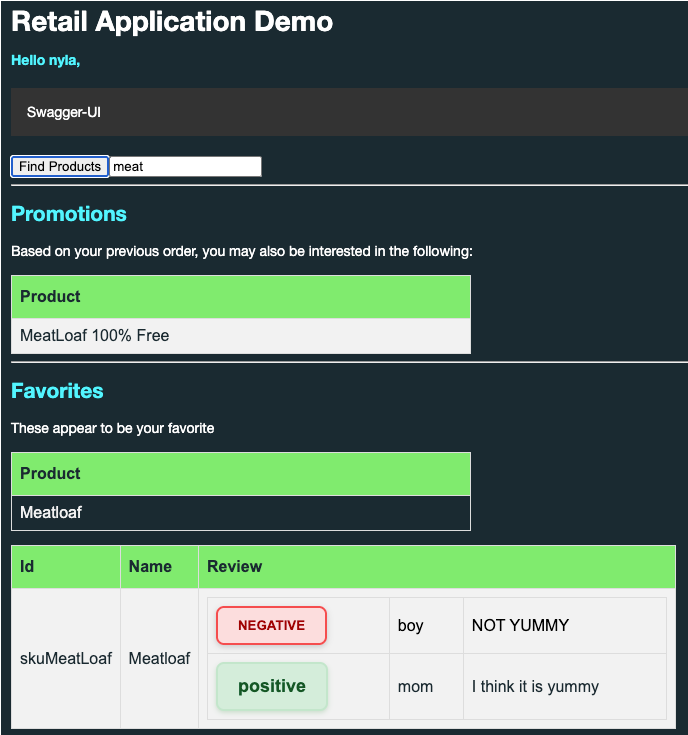 Retail Application Demo
Hello nyla,
Swagger-UI
Find Products meat
Promotions
Based on your previous order, you may also be interested in the following:
Product
MeatLoaf 100% Free
Favorites
These appear to be your favorite
Product
Meatloaf
Id Name Review
NEGATIVE boy NOT YUMMY
skuMeatLoaf Meatloaf
positive mom I think it is yummy